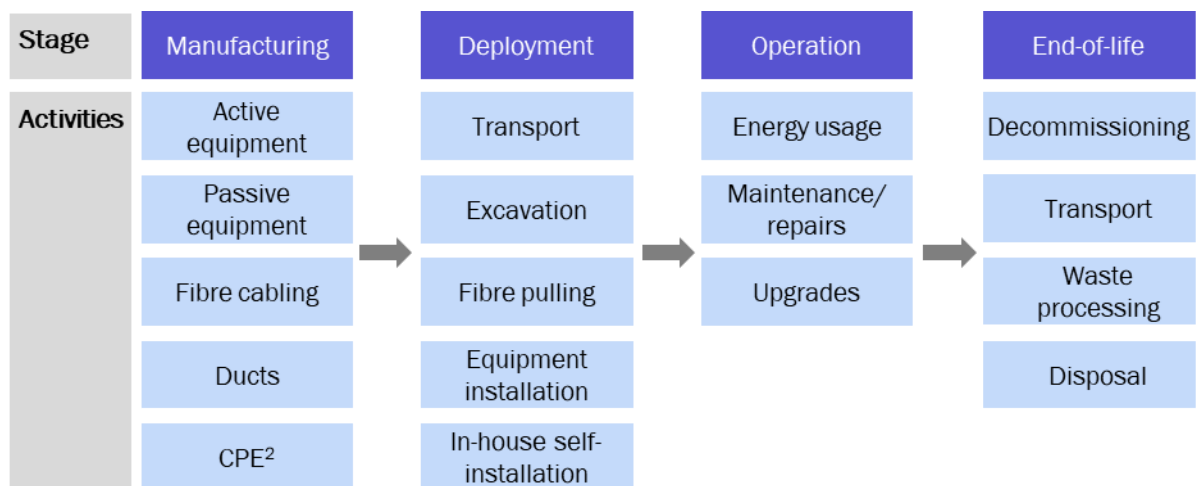 Stage
Manufacturing
Deployment
Operation
End-of-life
Activities
Active
equipment
Transport
Energy usage
Decommissioning
Passive
equipment
Excavation
Maintenance/
repairs
Transport
Fibre cabling
Fibre pulling
Upgrades
Waste
processing
Ducts
Equipment
installation
Disposal
CPE²
In-house self-
installation